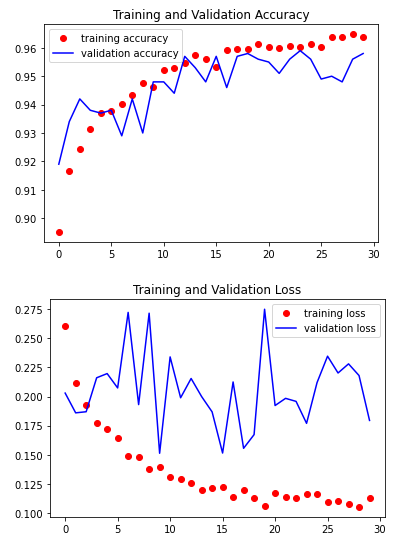 Training and Validation Accuracy
training accuracy
validation accuracy
0.96
0.95
0.94
0.93
0.92
0.91
0.90
0 5 10 15 20 25 30
Training and Validation Loss
training loss
validation loss
0.275
0.250
0.225
0.200
0.175
0.150
0.125
0.100
0 5 10 15 20 25 30